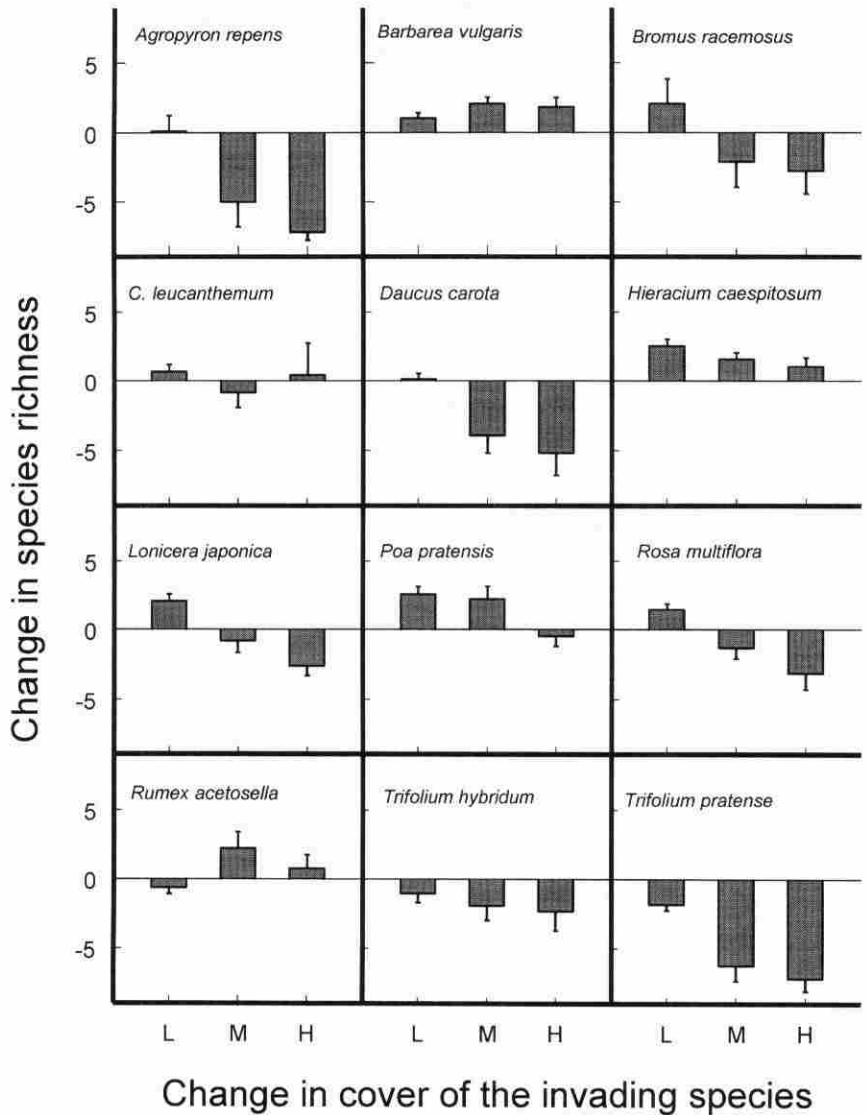 Agropyron repens Barbarea vulgaris Bromus racemosus
5
0
-5
C. leucanthemum Daucus carota Hieracium caespitosum
5
0
-5
Lonicera japonica Poa pratensis Rosa multiflora
5
0
-5
Rumex acetosella Trifolium hybridum Trifolium pratense
5
0
-5
L M H L M H L M H
Change in species richness
Change in cover of the invading species